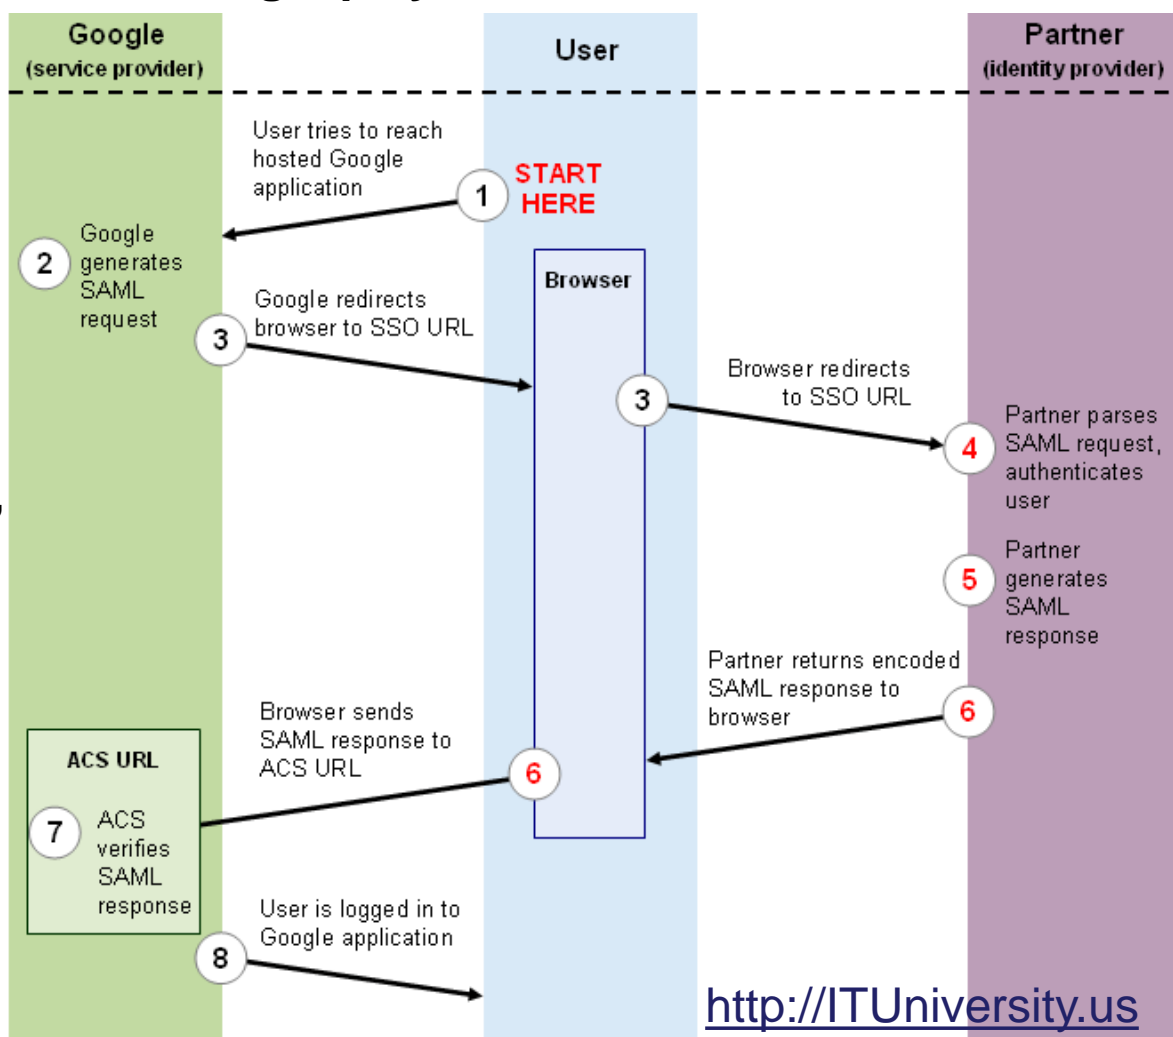 Google
(service provider)
User
Partner
(identity provider)
User tries to reach
hosted Google
application
1
START
HERE
2
Google
generates
SAML
request
Browser
Google redirects
browser to SSO URL
3
Browser redirects
to SSO URL
3
4
Partner parses
SAML request,
authenticates
user
5
Partner
generates
SAML
response
Partner returns encoded
SAML response to
browser
6
Browser sends
SAML response to
ACS URL
6
ACS URL
7
ACS
verifies
SAML
response
User is logged in to
Google application
8
http://ITUniversity.us